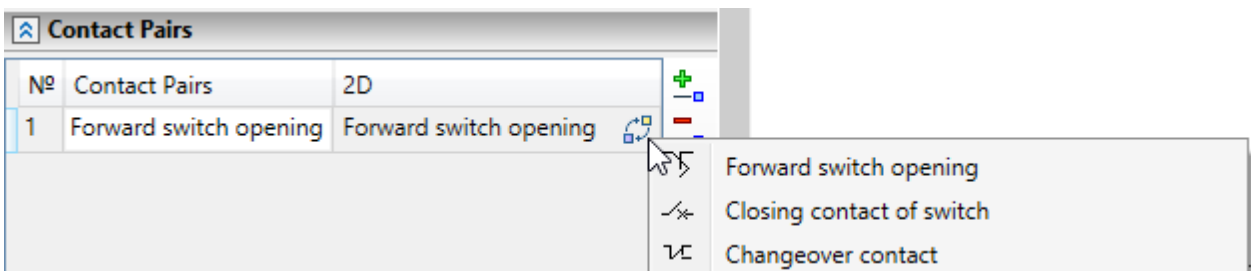 Contact Pairs
Nº Contact Pairs 2D
1 Forward switch opening Forward switch opening
Forward switch opening
Closing contact of switch
Changeover contact